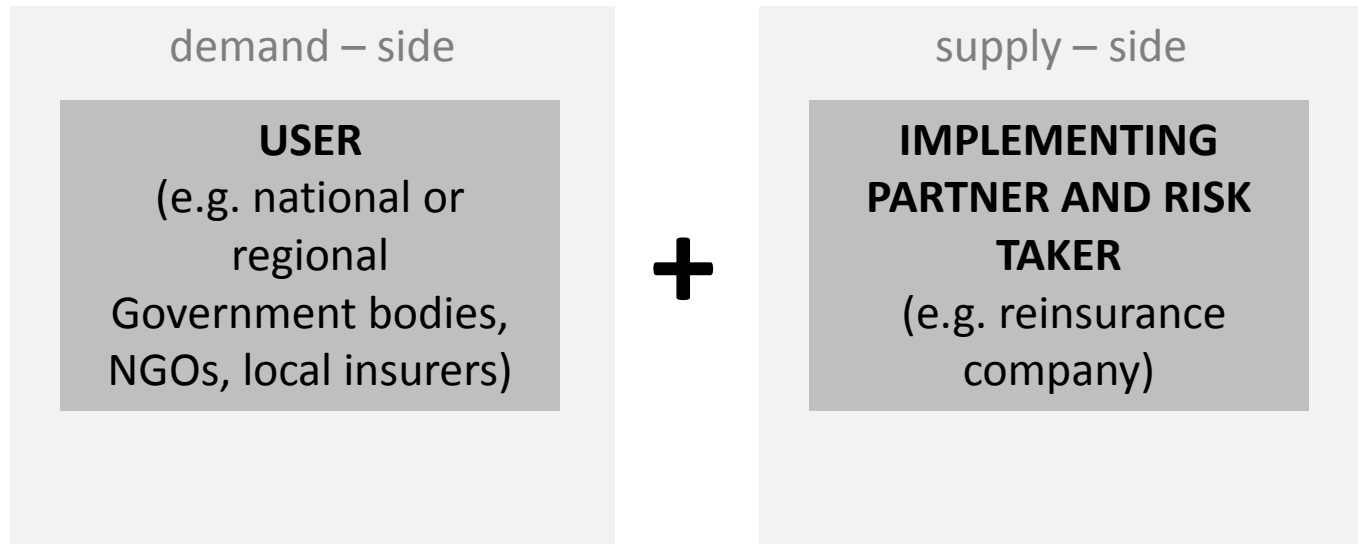 demand – side
USER
(e.g. national or
regional
Government bodies,
NGOs, local insurers)
+
supply – side
IMPLEMENTING
PARTNER AND RISK
TAKER
(e.g. reinsurance
company)